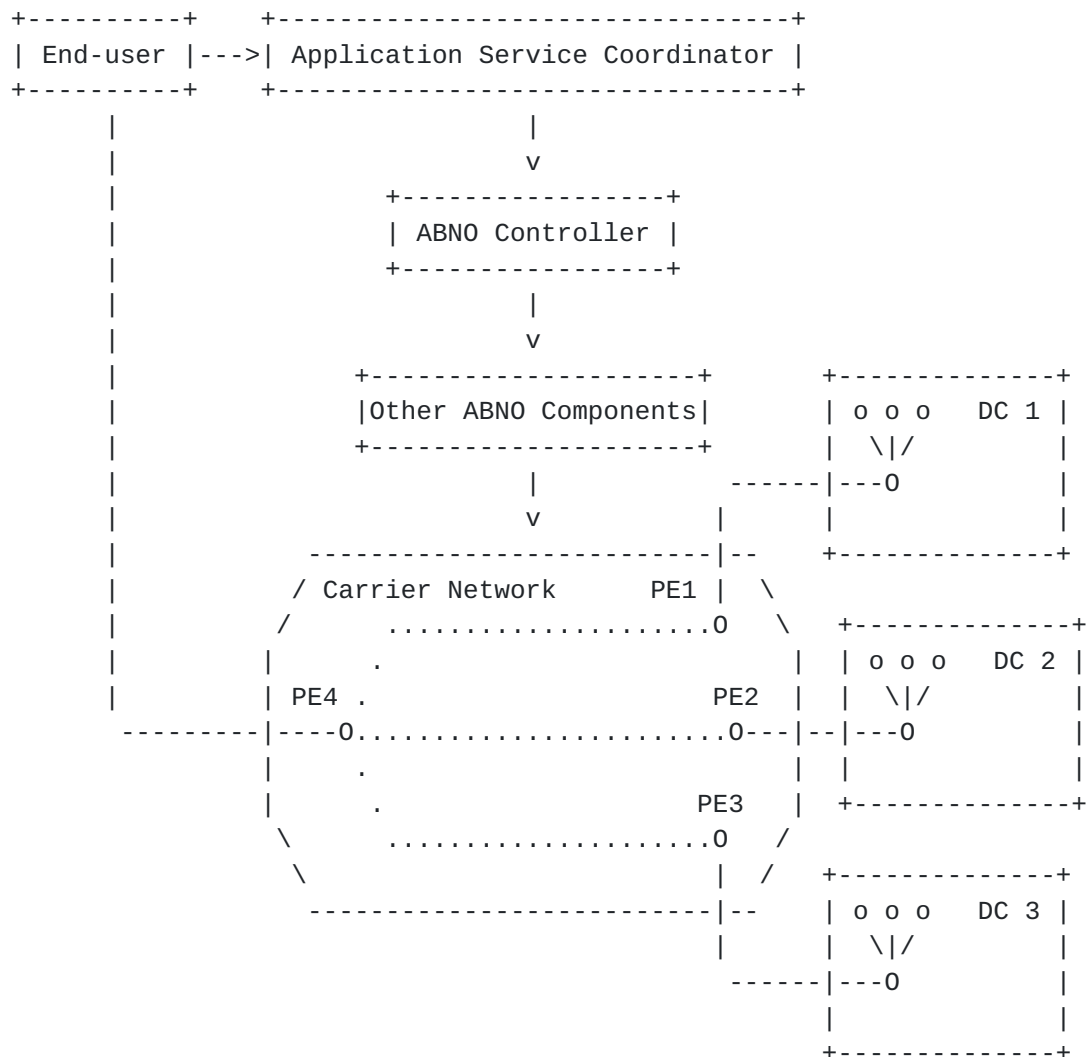 End-user ---> Application Service Coordinator
v
ABNO Controller
v
Other ABNO Components
o o o DC 1
O
v
Carrier Network PE1
O
o o o DC 2
PE4 PE2
O O O
PE3
O
o o o DC 3
O